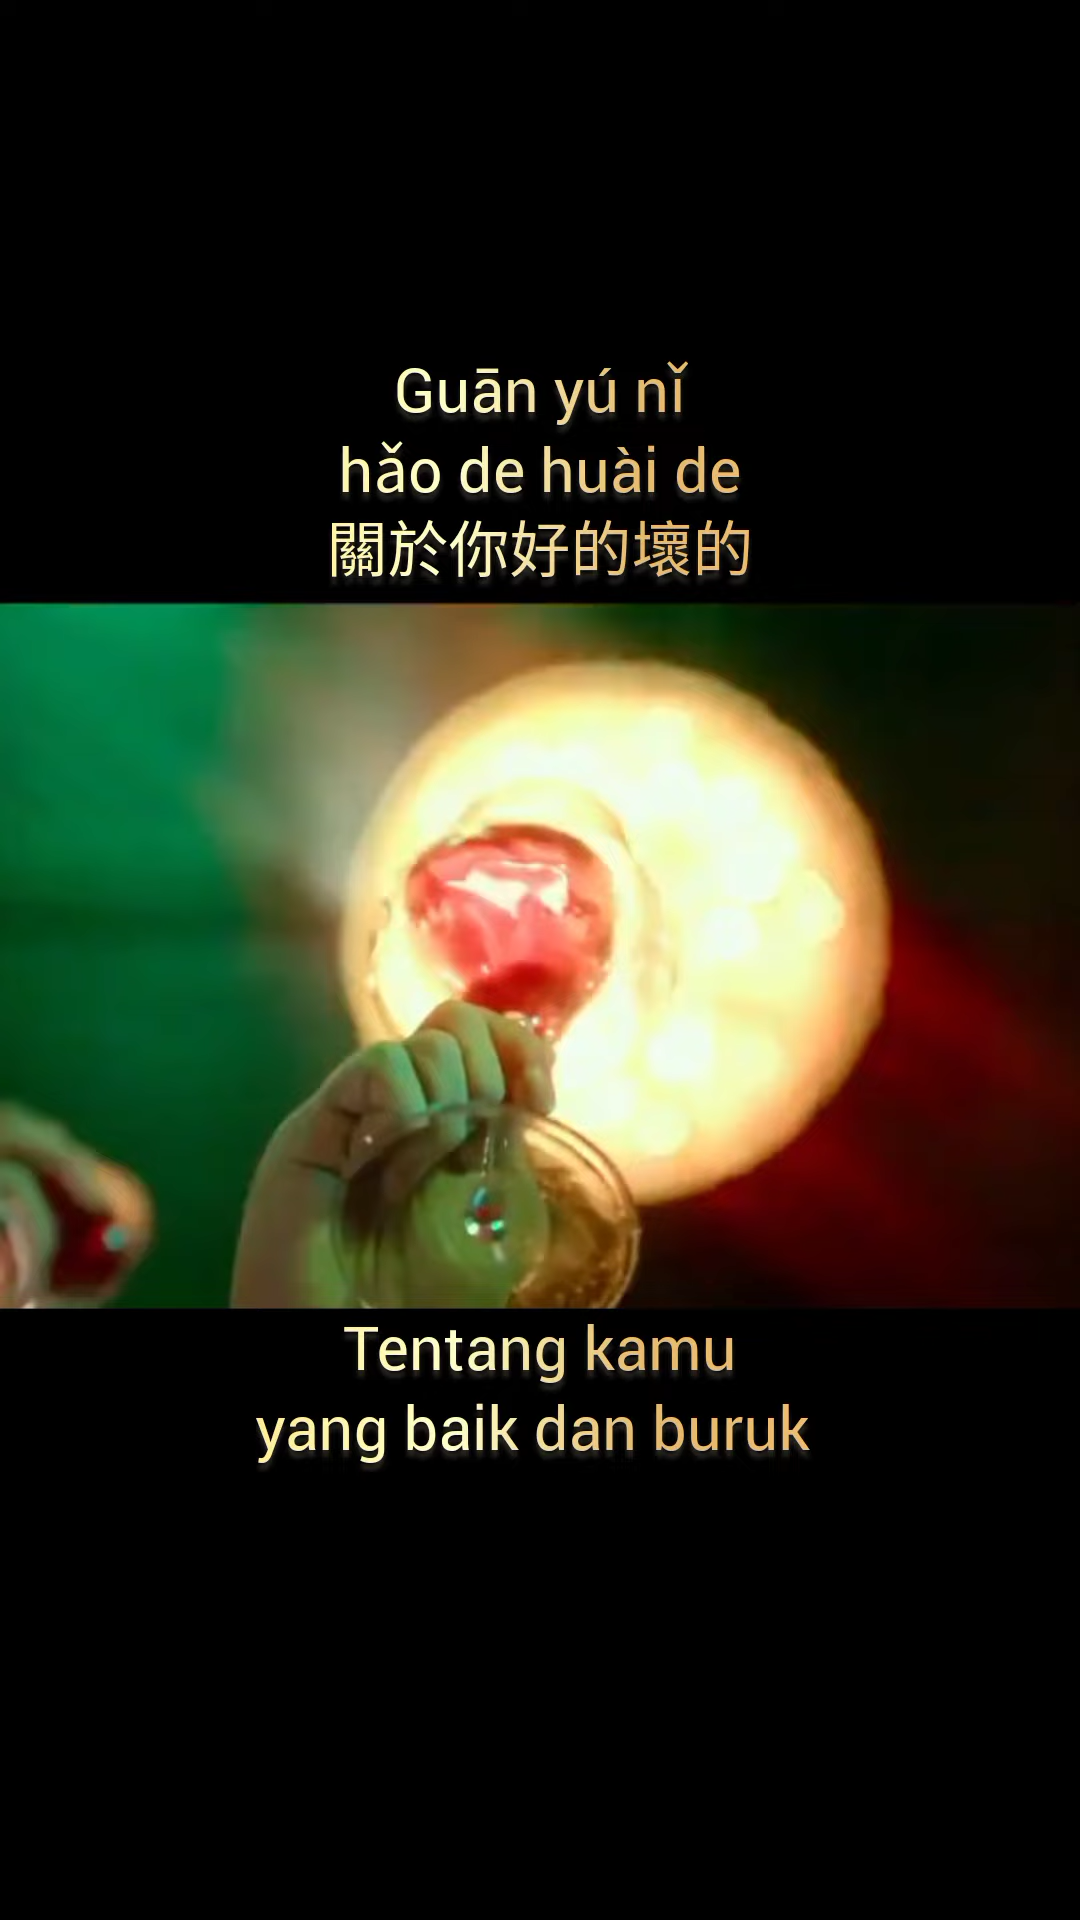 Guān yú nǐ
hǎo de huài de
關於你好的壞的
Tentang kamu
yang baik dan buruk